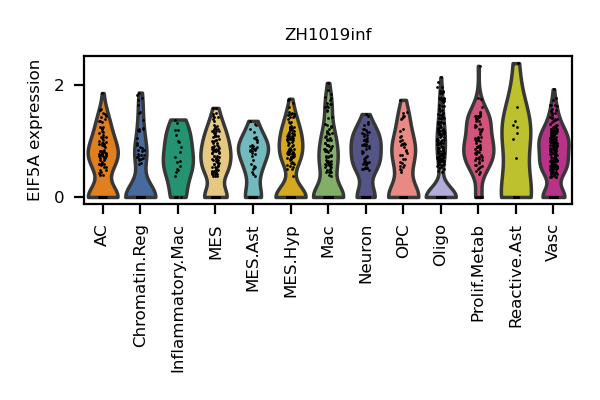 ZH1019inf
EIF5A expression
2
0
AC
Chromatin.Reg
Inflammatory.Mac
MES
MES.Ast
MES.Hyp
Mac
Neuron
OPC
Oligo
Prolif.Metab
Reactive.Ast
Vasc